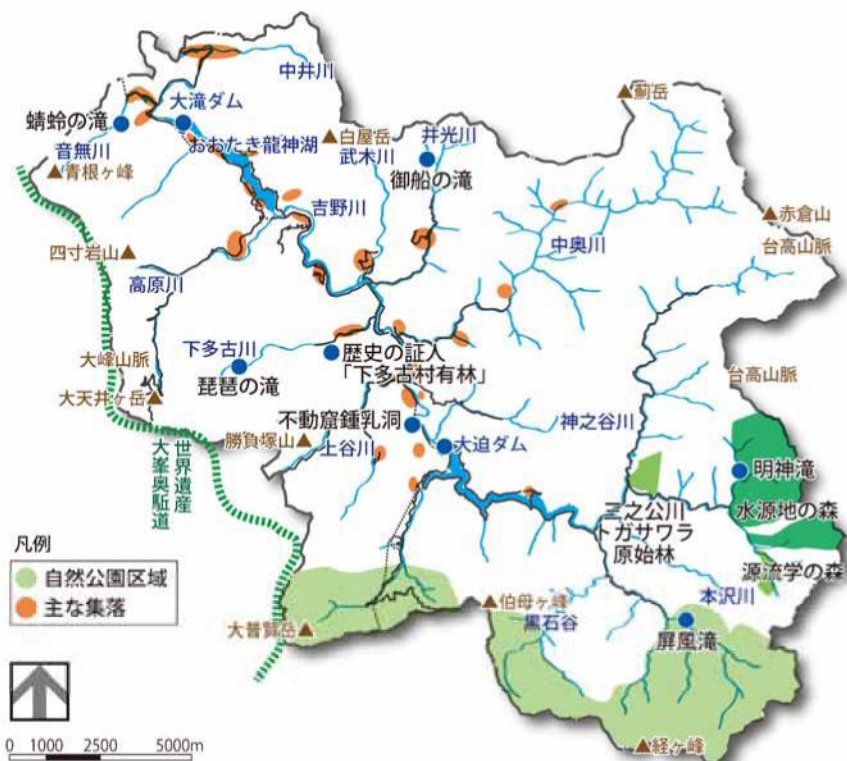 中井川
薊岳
大滝ダム
蜻蛉の滝
音無川
おおたき龍神湖
白屋岳
井光川
武木川
青根ヶ峰
御船の滝
吉野川
赤倉山
四寸岩山
中奥川
台高山脈
高原川
下多古川
歴史の証人
「下多古村有林」
大峰山脈
琵琶の滝
台高山脈
大天井ヶ岳
不動窟鍾乳洞
神之谷川
勝負塚山
上谷川
大迫ダム
世界遺産
大峯奥駈道
明神滝
三之公川
トガサワラ
原始林
水源地の森
凡例
自然公園区域
主な集落
源流学の森
本沢川
伯母ヶ峰
黒石谷
大普賢岳
屏風滝
経ヶ峰
0 1000 2500 5000m